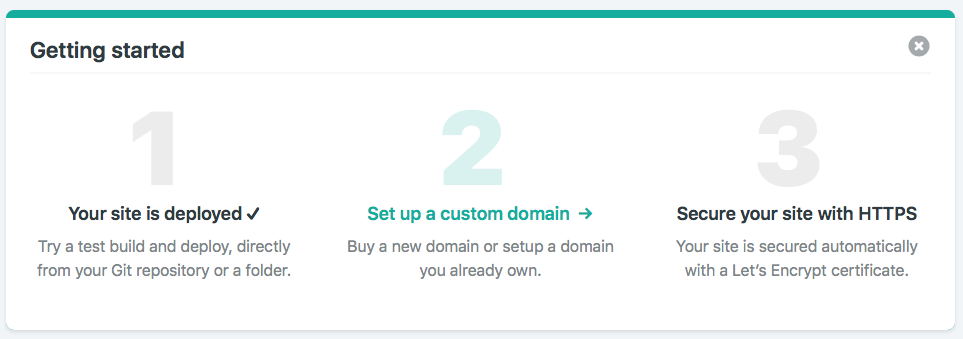 Getting started
1
Your site is deployed ✓
Try a test build and deploy, directly
from your Git repository or a folder.
2
Set up a custom domain →
Buy a new domain or setup a domain
you already own.
3
Secure your site with HTTPS
Your site is secured automatically
with a Let’s Encrypt certificate.